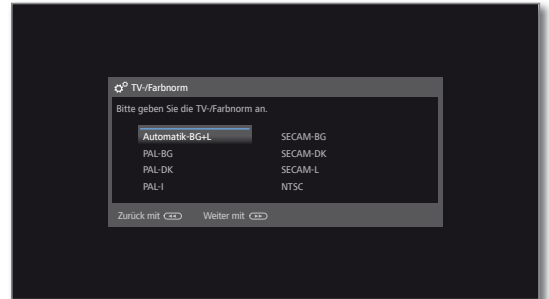 TV-/Farbnorm
Bitte geben Sie die TV-/Farbnorm an.
Automatik-BG+L SECAM-BG
PAL-BG SECAM-DK
PAL-DK SECAM-L
PAL-I NTSC
Zurück mit Weiter mit